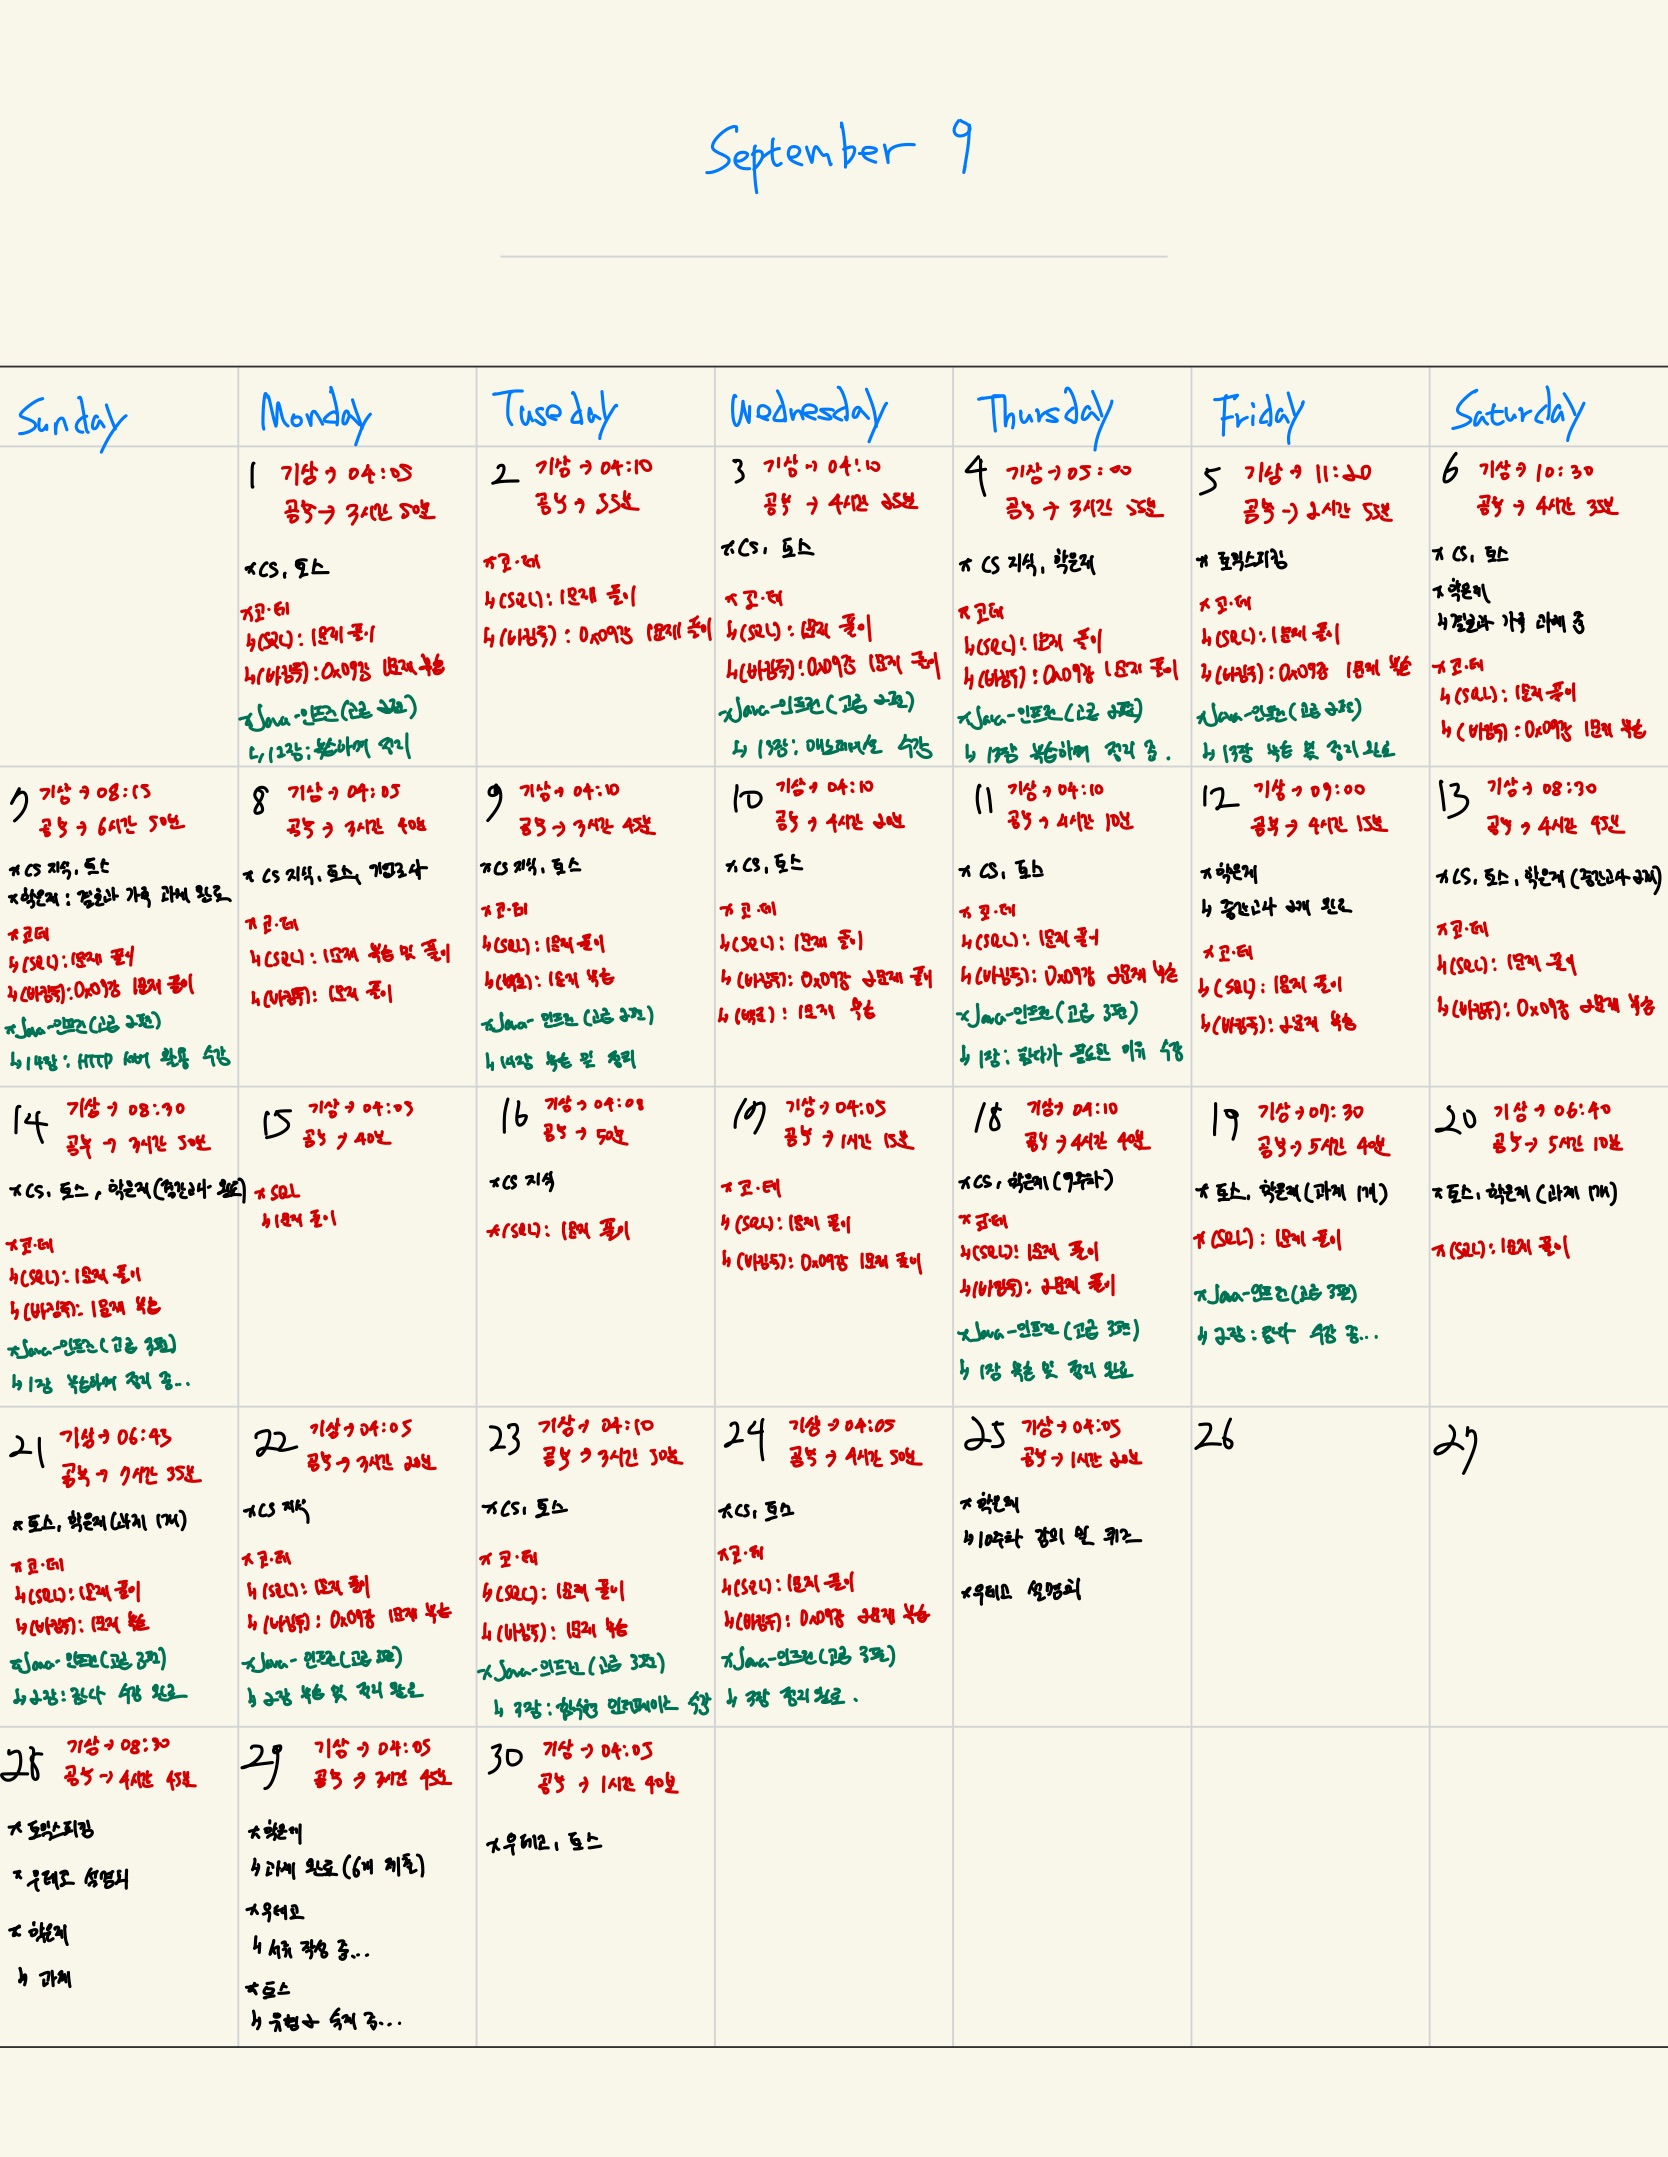 September 9
Sunday
Monday
Tuseday
Wednesday
Thursday
Friday
Saturday
1 기상 → 04:05
공부 → 3시간 50분
* CS, 토스
* 코·테
↳ (SQL): 1문제 풀이
↳ (바킹독): 0x09강 1문제 복습
* Java-인프런(고급 2편)
↳ 12장: 복습하며 정리
2 기상 → 04:10
공부 → 55분
* 코·테
↳ (SQL): 1문제 풀이
↳ (바킹독): 0x09강 1문제 풀이
3 기상 → 04:10
공부 → 4시간 25분
* CS, 토스
* 코·테
↳ (SQL): 1문제 풀이
↳ (바킹독): 0x09강 1문제 풀이
* Java-인프런(고급 2편)
↳ 13장: 애노테이션 수강
4 기상 → 05:00
공부 → 3시간 55분
* CS 지식, 학은제
* 코테
↳ (SQL): 1문제 풀이
↳ (바킹독): 0x09강 1문제 풀이
* Java-인프런(고급 2편)
↳ 13장 복습하며 정리 중.
5 기상 → 11:20
공부 → 2시간 55분
* 토익스피킹
* 코·테
↳ (SQL): 1문제 풀이
↳ (바킹독): 0x09강 1문제 복습
* Java-인프런(고급 2편)
↳ 13장 복습 및 정리 완료
6 기상 → 10:30
공부 → 4시간 35분
* CS, 토스
* 학은제
↳ 결혼과 가족 과제 중
* 코·테
↳ (SQL): 1문제 풀이
↳ (바킹독): 0x09강 1문제 복습
7 기상 → 08:15
공부 → 6시간 50분
* CS 지식, 토스
* 학은제: 결혼과 가족 과제 완료
* 코테
↳ (SQL): 1문제 풀이
↳ (바킹독): 0x09강 1문제 풀이
* Java-인프런(고급 2편)
↳ 14장: HTTP 서버 활용 수강
8 기상 → 04:05
공부 → 3시간 40분
* CS 지식, 토스, 기업조사
* 코·테
↳ (SQL): 1문제 복습 및 풀이
↳ (바킹독): 1문제 풀이
9 기상 → 04:10
공부 → 3시간 45분
* CS 지식, 토스
* 코·테
↳ (SQL): 1문제 풀이
↳ (백준): 1문제 복습
* Java-인프런(고급 2편)
↳ 14장 복습 및 정리
10 기상 → 04:10
공부 → 4시간 20분
* CS, 토스
* 코·테
↳ (SQL): 1문제 풀이
↳ (바킹독): 0x09강 2문제 풀이
↳ (백준): 1문제 복습
11 기상 → 04:10
공부 → 4시간 10분
* CS, 토스
* 코·테
↳ (SQL): 1문제 풀이
↳ (바킹독): 0x09강 2문제 복습
* Java-인프런(고급 3편)
↳ 1장: 람다가 필요한 이유 수강
12 기상 → 09:00
공부 → 4시간 15분
* 학은제
↳ 중간고사 2개 완료
* 코·테
↳ (SQL): 1문제 풀이
↳ (바킹독): 2문제 복습
13 기상 → 08:30
공부 → 4시간 45분
* CS, 토스, 학은제(중간고사 2개)
* 코·테
↳ (SQL): 1문제 풀이
↳ (바킹독): 0x09강 2문제 복습
14 기상 → 08:30
공부 → 3시간 50분
* CS, 토스, 학은제(중간고사 완료)
* 코·테
↳ (SQL): 1문제 풀이
↳ (바킹독): 1문제 복습
* Java-인프런(고급 3편)
↳ 1장 복습하며 정리 중...
15 기상 → 04:03
공부 → 40분
* SQL
↳ 1문제 풀이
16 기상 → 04:08
공부 → 50분
* CS 지식
* (SQL): 1문제 풀이
17 기상 → 04:05
공부 → 1시간 15분
* 코·테
↳ (SQL): 1문제 풀이
↳ (바킹독): 0x09강 1문제 풀이
18 기상 → 04:10
공부 → 4시간 40분
* CS, 학은제(9주차)
* 코·테
↳ (SQL): 1문제 풀이
↳ (바킹독): 2문제 풀이
* Java-인프런(고급 3편)
↳ 1장 복습 및 정리 완료
19 기상 → 07:30
공부 → 5시간 40분
* 토스, 학은제(과제 1개)
* (SQL): 1문제 풀이
* Java-인프런(고급 3편)
↳ 2장: 람다 수강 중...
20 기상 → 06:40
공부 → 5시간 10분
* 토스, 학은제(과제 1개)
* (SQL): 1문제 풀이
21 기상 → 06:43
공부 → 7시간 35분
* 토스, 학은제(과제 1개)
* 코·테
↳ (SQL): 1문제 풀이
↳ (바킹독): 1문제 복습
* Java-인프런(고급 3편)
↳ 2장: 람다 수강 완료
22 기상 → 04:05
공부 → 3시간 20분
* CS 지식
* 코·테
↳ (SQL): 1문제 풀이
↳ (바킹독): 0x09강 1문제 복습
* Java-인프런(고급 3편)
↳ 2장 복습 및 정리 완료
23 기상 → 04:10
공부 → 3시간 50분
* CS, 토스
* 코·테
↳ (SQL): 1문제 풀이
↳ (바킹독): 1문제 복습
* Java-인프런(고급 3편)
↳ 3장: 함수형 인터페이스 수강
24 기상 → 04:05
공부 → 4시간 50분
* CS, 토스
* 코·테
↳ (SQL): 1문제 풀이
↳ (바킹독): 0x09강 2문제 복습
* Java-인프런(고급 3편)
↳ 3장 정리 완료.
25 기상 → 04:05
공부 → 1시간 20분
* 학은제
↳ 10주차 강의 및 퀴즈
* 우테코 설명회
26
27
28 기상 → 08:30
공부 → 4시간 45분
* 토익스피킹
* 우테코 설명회
* 학은제
↳ 과제
29 기상 → 04:05
공부 → 3시간 45분
* 학은제
↳ 과제 완료(6개 제출)
* 우테코
↳ 서류 작성 중...
* 토스
↳ 유형 2 숙지 중...
30 기상 → 04:05
공부 → 1시간 40분
* 우테코, 토스